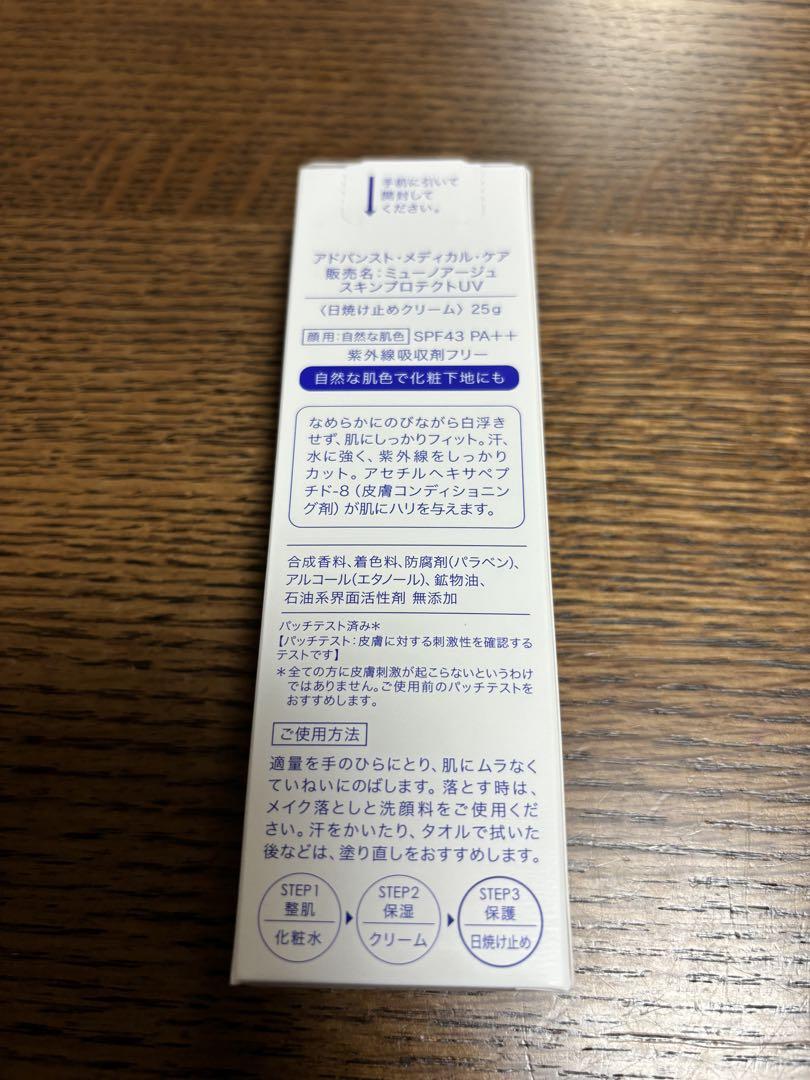 手前に引いて
開封して
ください。
アドバンスト・メディカル・ケア
販売名：ミューノアージュ
スキンプロテクトUV
〈日焼け止めクリーム〉25g
顔用：自然な肌色 SPF43 PA++
紫外線吸収剤フリー
自然な肌色で化粧下地にも
なめらかにのびながら白浮き
せず、肌にしっかりフィット。汗、
水に強く、紫外線をしっかり
カット。アセチルヘキサペプ
チド-8（皮膚コンディショニン
グ剤）が肌にハリを与えます。
合成香料、着色料、防腐剤(パラベン)、
アルコール(エタノール)、鉱物油、
石油系界面活性剤 無添加
パッチテスト済み＊
【パッチテスト：皮膚に対する刺激性を確認する
テストです】
＊全ての方に皮膚刺激が起こらないというわけ
ではありません。ご使用前のパッチテストを
おすすめします。
ご使用方法
適量を手のひらにとり、肌にムラなく
ていねいにのばします。落とす時は、
メイク落としと洗顔料をご使用くだ
さい。汗をかいたり、タオルで拭いた
後などは、塗り直しをおすすめします。
STEP1
整肌
化粧水
STEP2
保湿
クリーム
STEP3
保護
日焼け止め